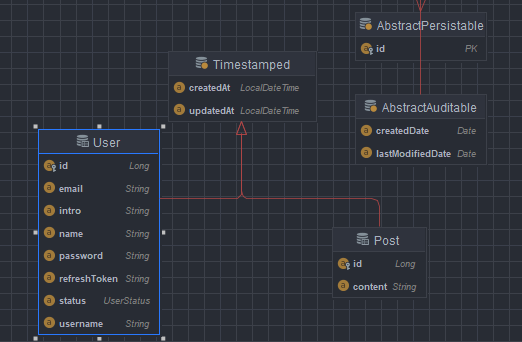 AbstractPersistable
id PK
Timestamped
createdAt LocalDateTime
updatedAt LocalDateTime
AbstractAuditable
createdDate Date
lastModifiedDate Date
User
id Long
email String
intro String
name String
password String
refreshToken String
status UserStatus
username String
Post
id Long
content String